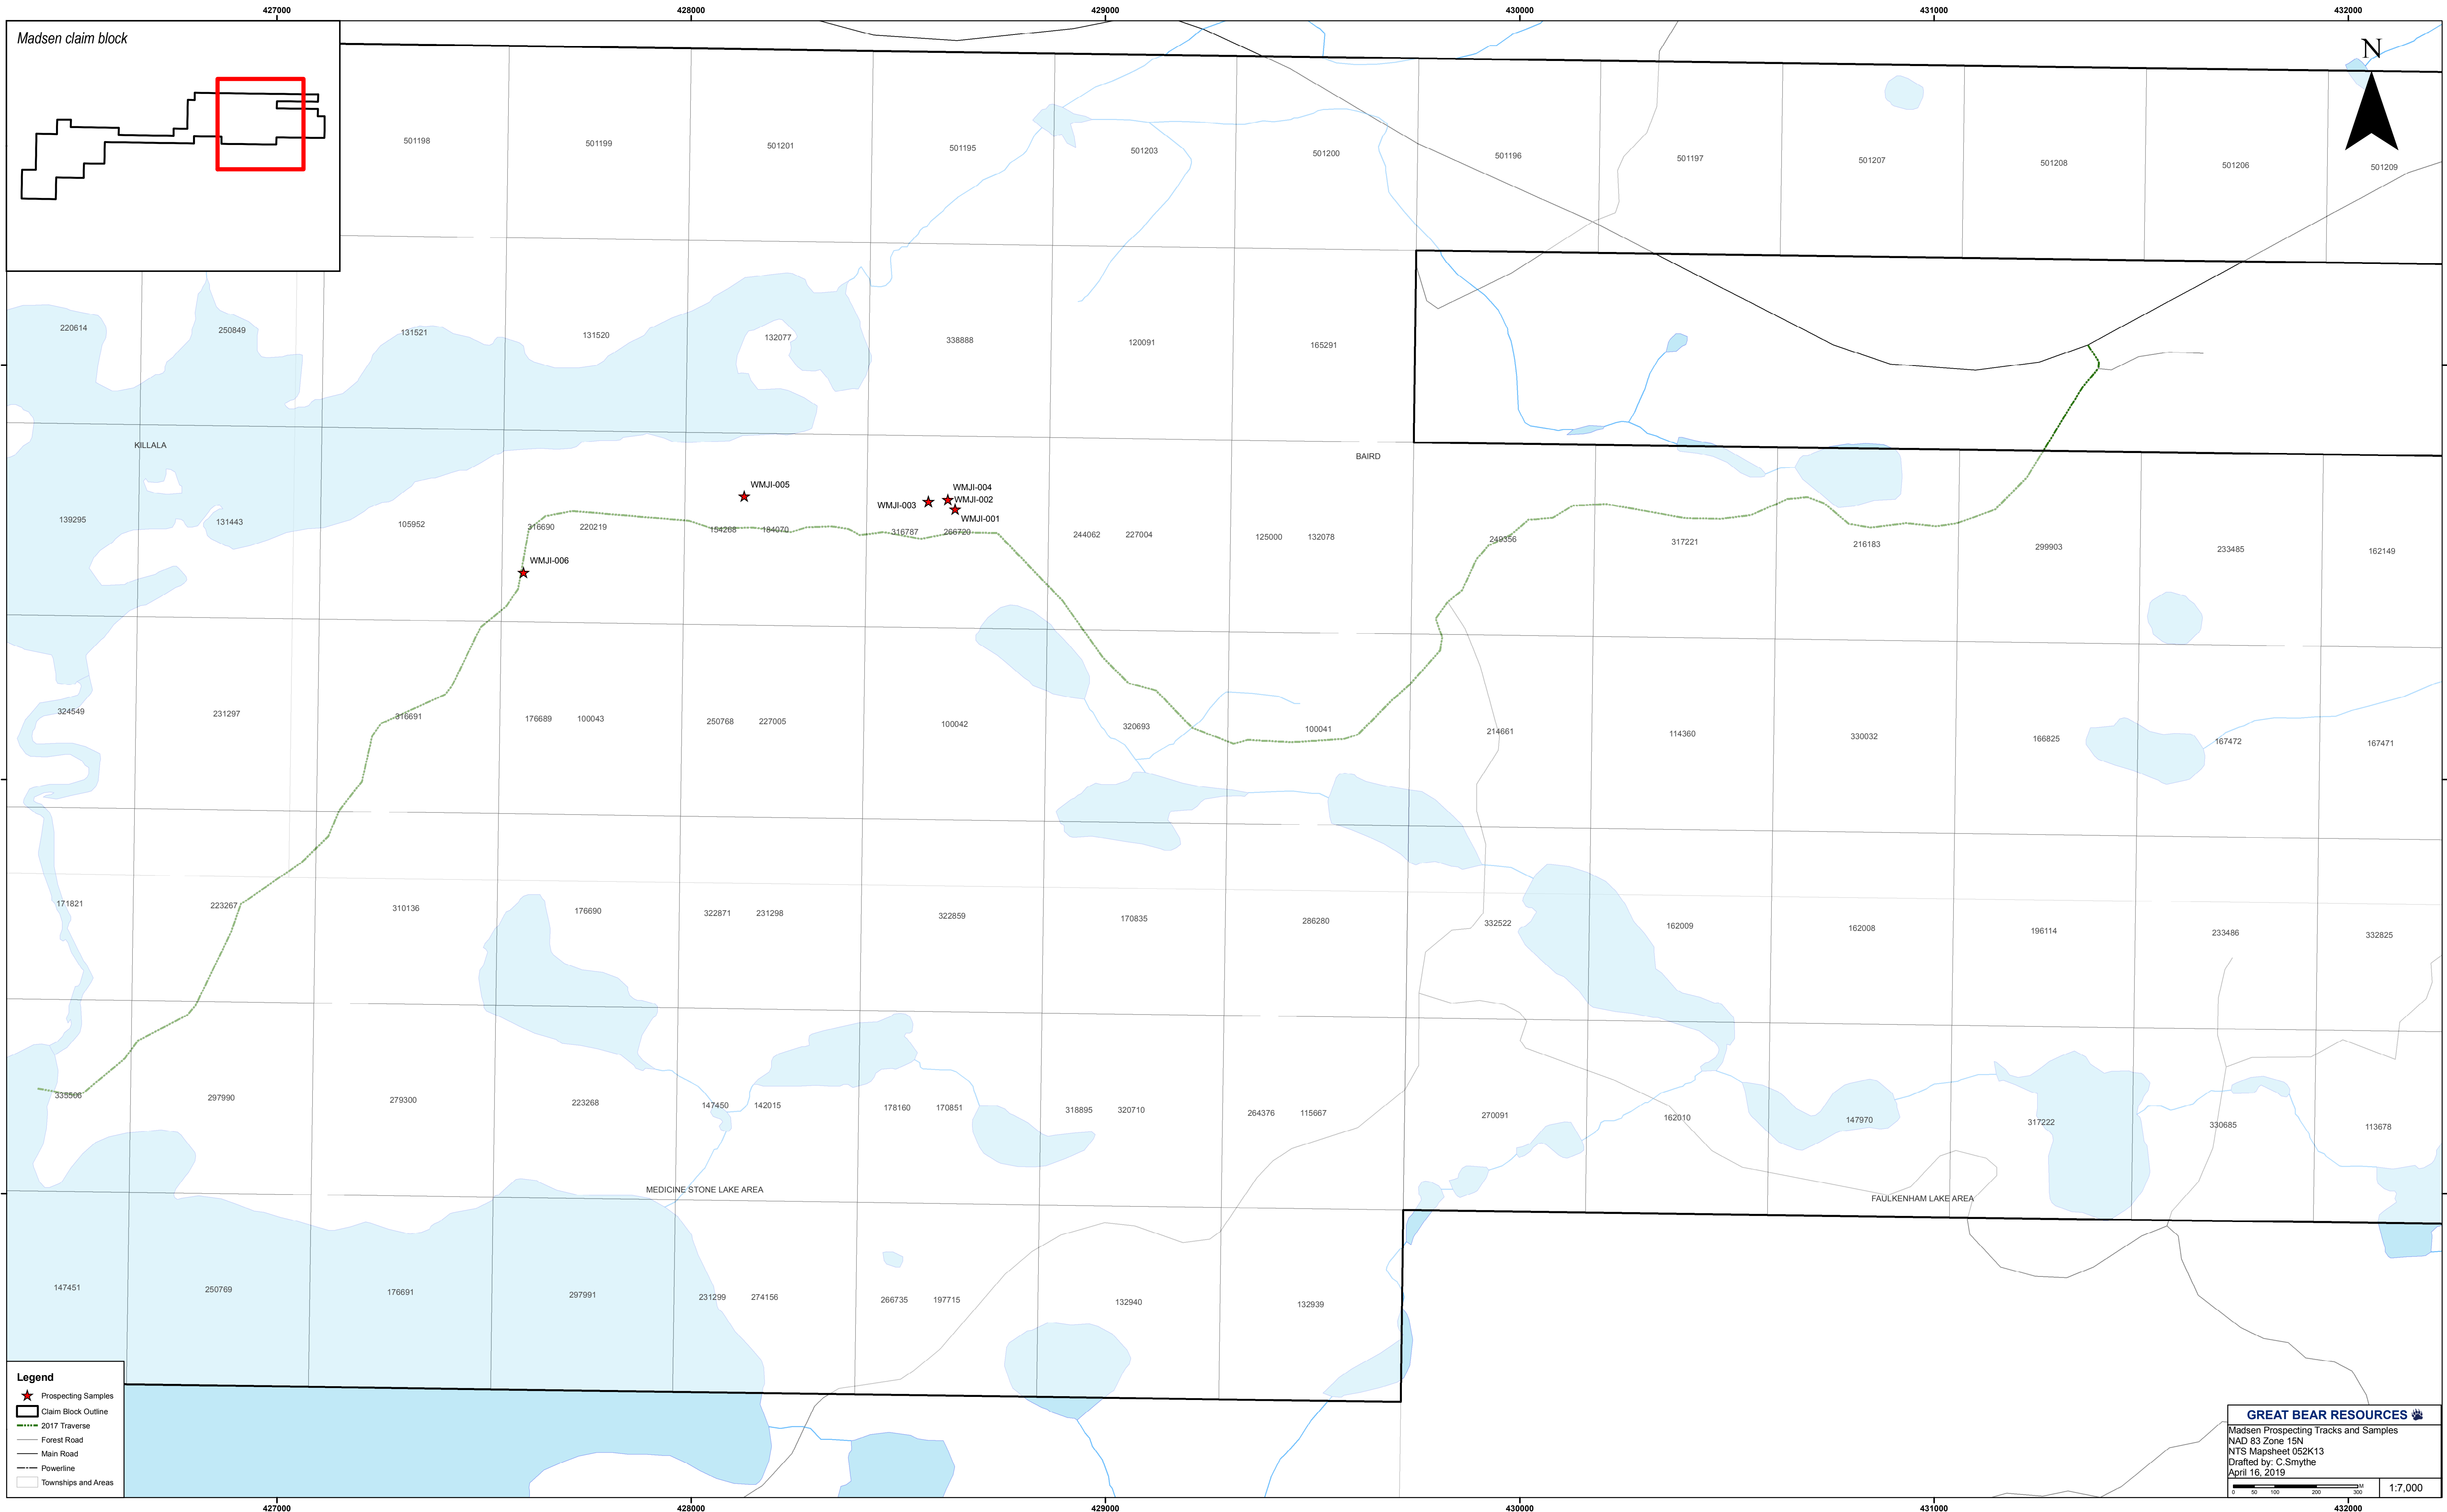 427000 428000 429000 430000 431000 432000
Madsen claim block
N
501198 501199 501201 501195 501203 501200 501196 501197 501207 501208 501206 501209
220614 250849 131521 131520 132077 338888 120091 165291
KILLALA
BAIRD
WMJI-005
WMJI-004
WMJI-003
WMJI-002
WMJI-001
139295 131443 105952 316690 220219 154268 184070 316787 266720 244062 227004 125000 132078 249356 317221 216183 299903 233485 162149
WMJI-006
324549 231297 316691 176689 100043 250768 227005 100042 320693 100041 214661 114360 330032 166825 167472 167471
171821 223267 310136 176690 322871 231298 322859 170835 286280 332522 162009 162008 196114 233486 332825
335506 297990 279300 223268 147450 142015 178160 170851 318895 320710 264376 115667 270091 162010 147970 317222 330685 113678
MEDICINE STONE LAKE AREA
FAULKENHAM LAKE AREA
147451 250769 176691 297991 231299 274156 266735 197715 132940 132939
Legend
Prospecting Samples
Claim Block Outline
2017 Traverse
Forest Road
Main Road
Powerline
Townships and Areas
GREAT BEAR RESOURCES
Madsen Prospecting Tracks and Samples
NAD 83 Zone 15N
NTS Mapsheet 052K13
Drafted by: C.Smythe
April 16, 2019
0 50 100 200 300 M
1:7,000
427000 428000 429000 430000 431000 432000